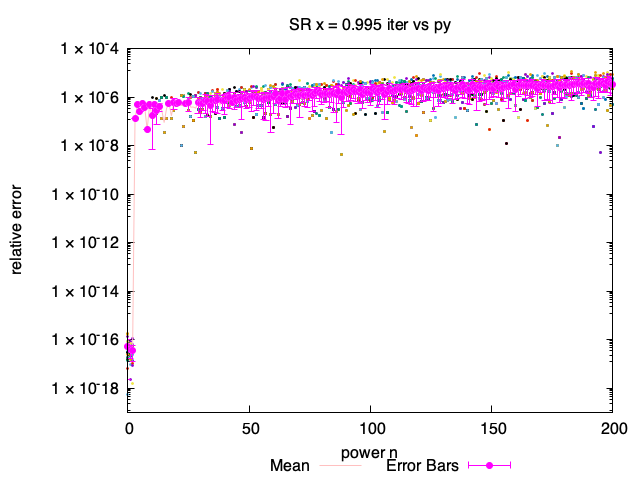 SR x = 0.995 iter vs py
1 × 10⁻⁴
1 × 10⁻⁶
1 × 10⁻⁸
1 × 10⁻¹⁰
1 × 10⁻¹²
1 × 10⁻¹⁴
1 × 10⁻¹⁶
1 × 10⁻¹⁸
relative error
0 50 100 150 200
power n
Mean Error Bars